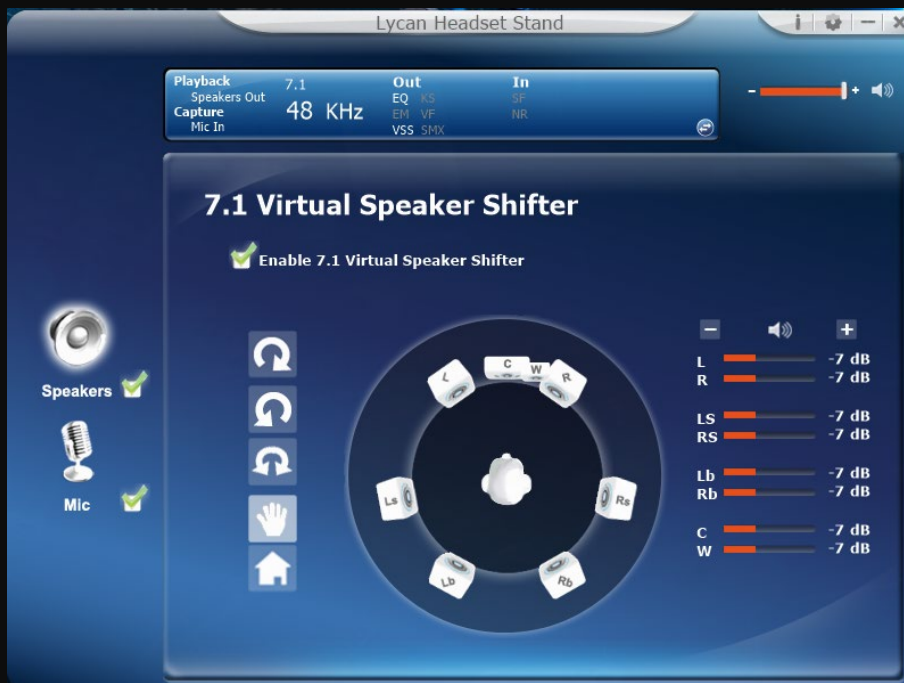 Lycan Headset Stand
Playback 7.1 Out In
Speakers Out EQ KS SF
Capture 48 KHz EM VF NR
Mic In VSS SMX
- +
7.1 Virtual Speaker Shifter
Enable 7.1 Virtual Speaker Shifter
Speakers
Mic
L C W R
Ls Rs
Lb Rb
- +
L -7 dB
R -7 dB
LS -7 dB
RS -7 dB
Lb -7 dB
Rb -7 dB
C -7 dB
W -7 dB